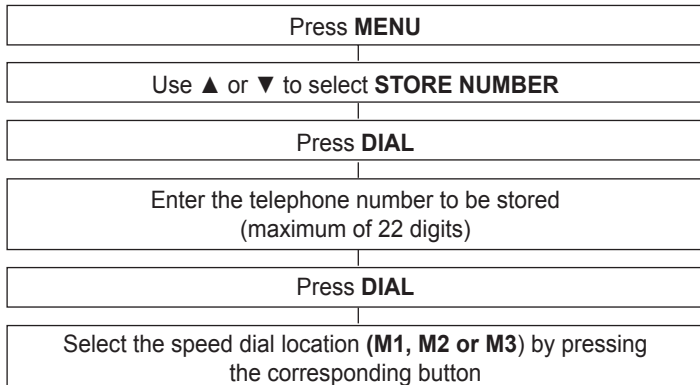 Press MENU
Use ▲ or ▼ to select STORE NUMBER
Press DIAL
Enter the telephone number to be stored
(maximum of 22 digits)
Press DIAL
Select the speed dial location (M1, M2 or M3) by pressing
the corresponding button